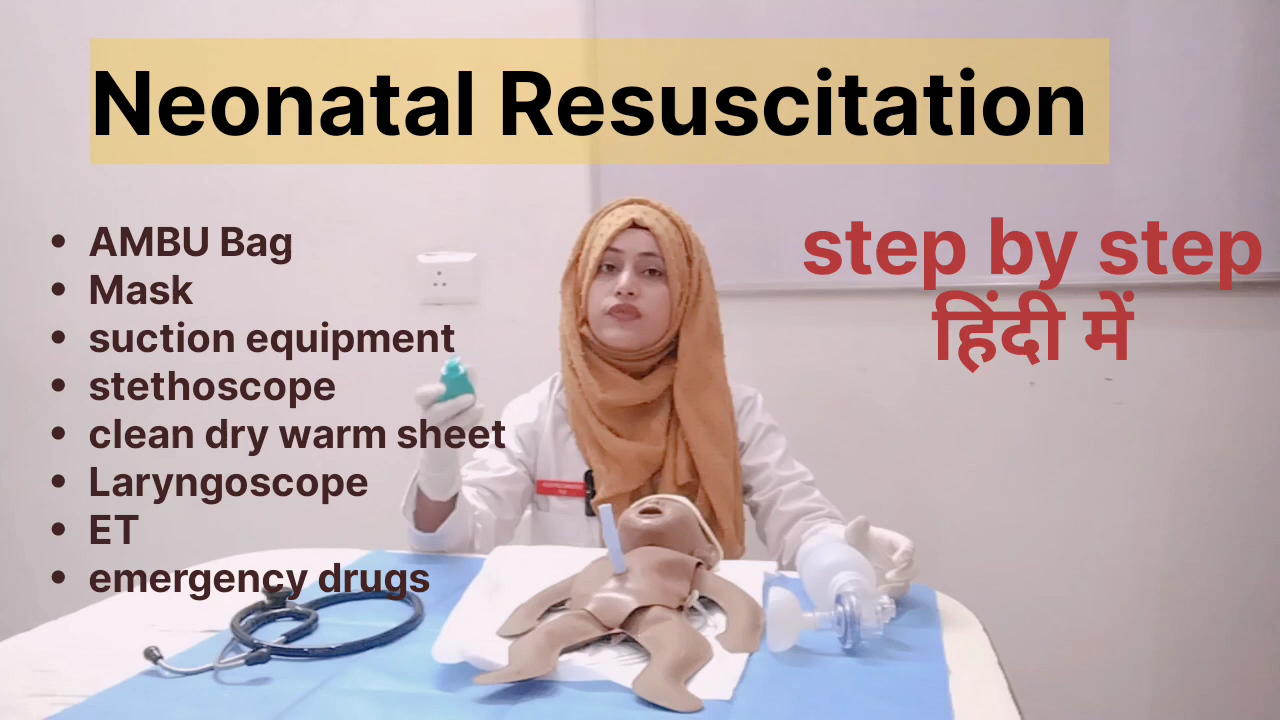 Neonatal Resuscitation
step by step
हिंदी में
• AMBU Bag
• Mask
• suction equipment
• stethoscope
• clean dry warm sheet
• Laryngoscope
• ET
• emergency drugs